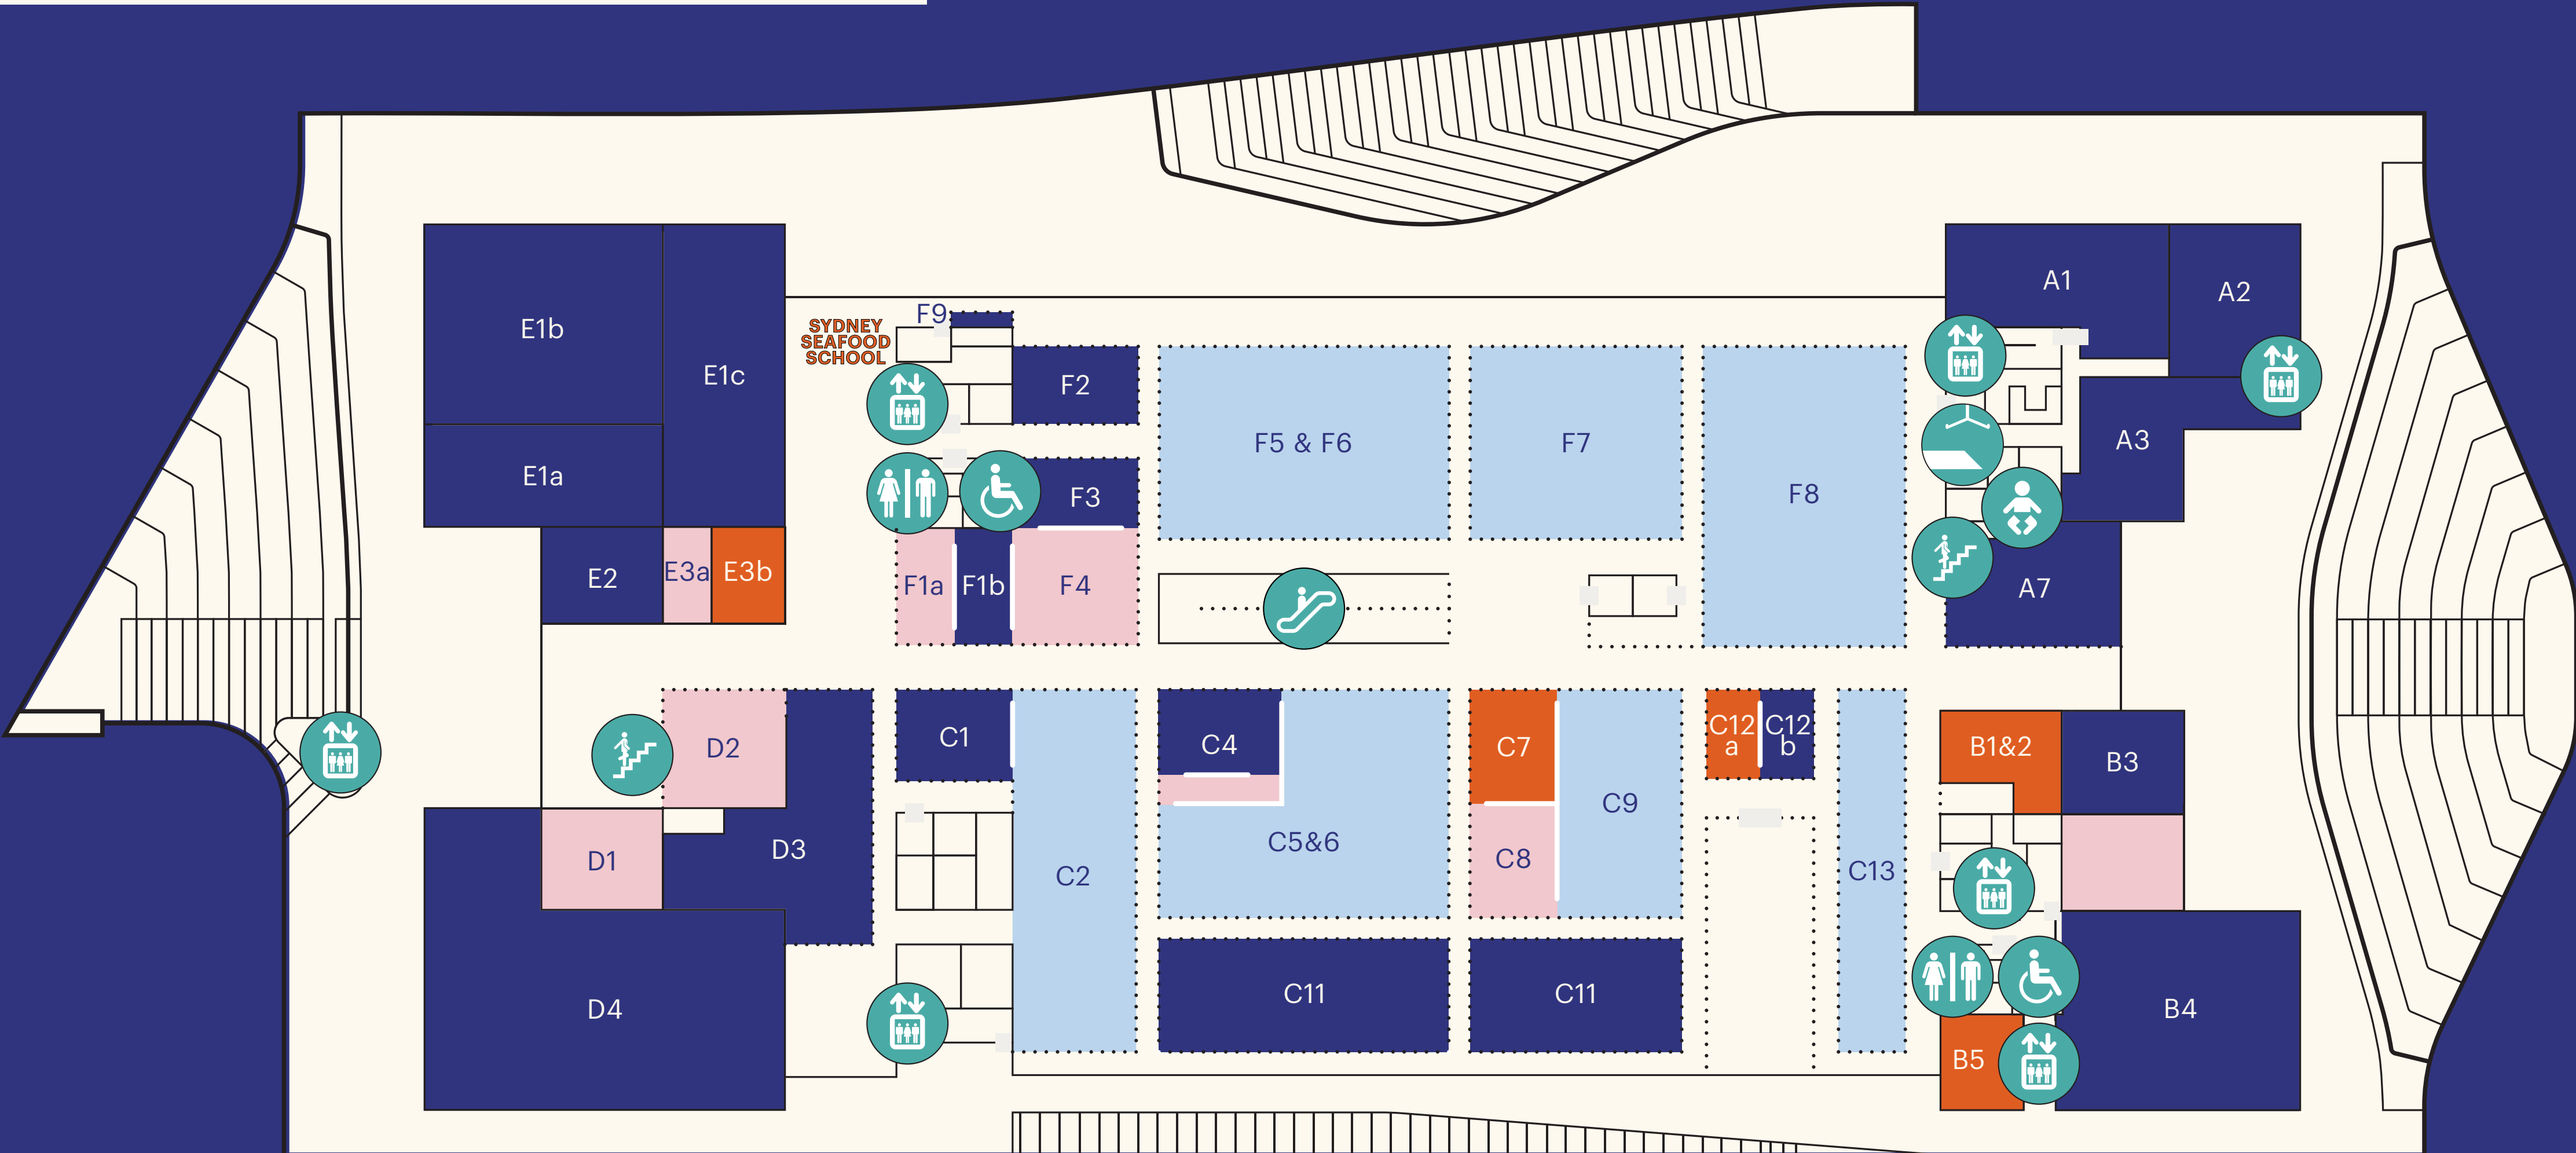 A1
A2
F9
SYDNEY
SEAFOOD
SCHOOL
E1b
E1c
F2
F5 & F6
F7
F8
A3
E1a
F3
E2
E3a
E3b
F1a
F1b
F4
A7
D2
C1
C4
C7
C12
a
C12
b
B1&2
B3
D1
D3
C2
C5&6
C8
C9
C13
D4
C11
C11
B4
B5